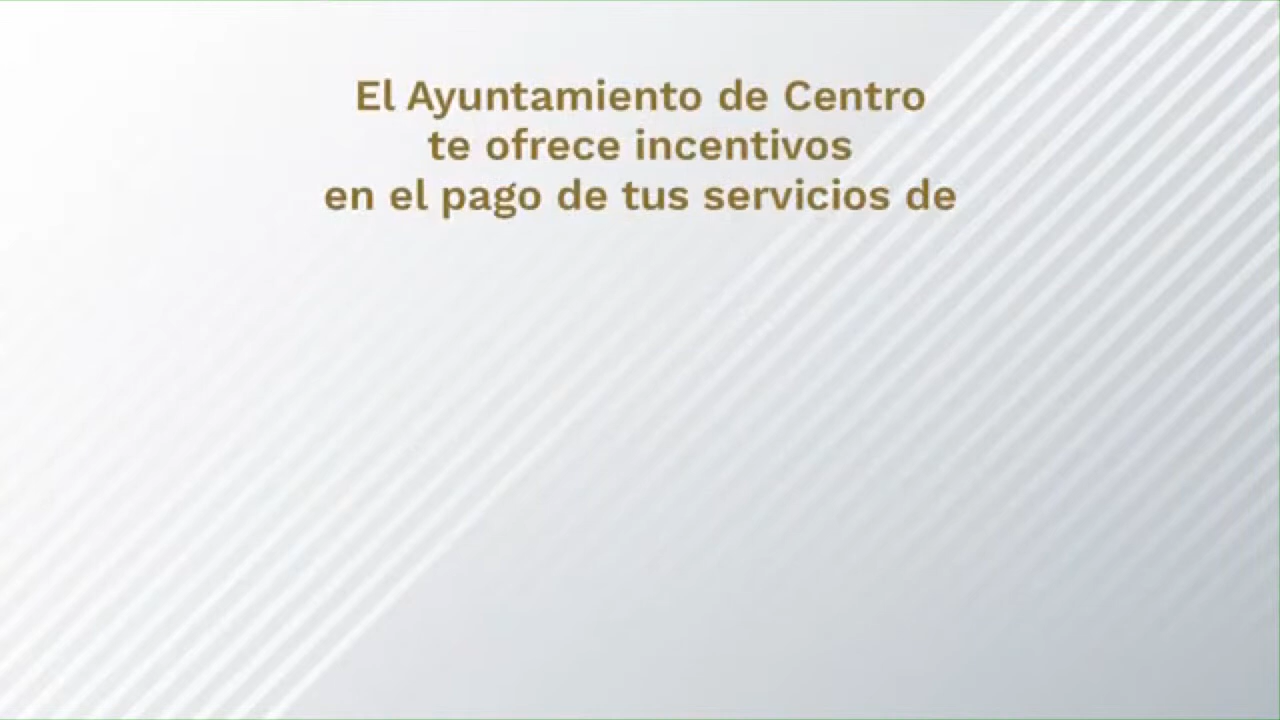 El Ayuntamiento de Centro
te ofrece incentivos
en el pago de tus servicios de